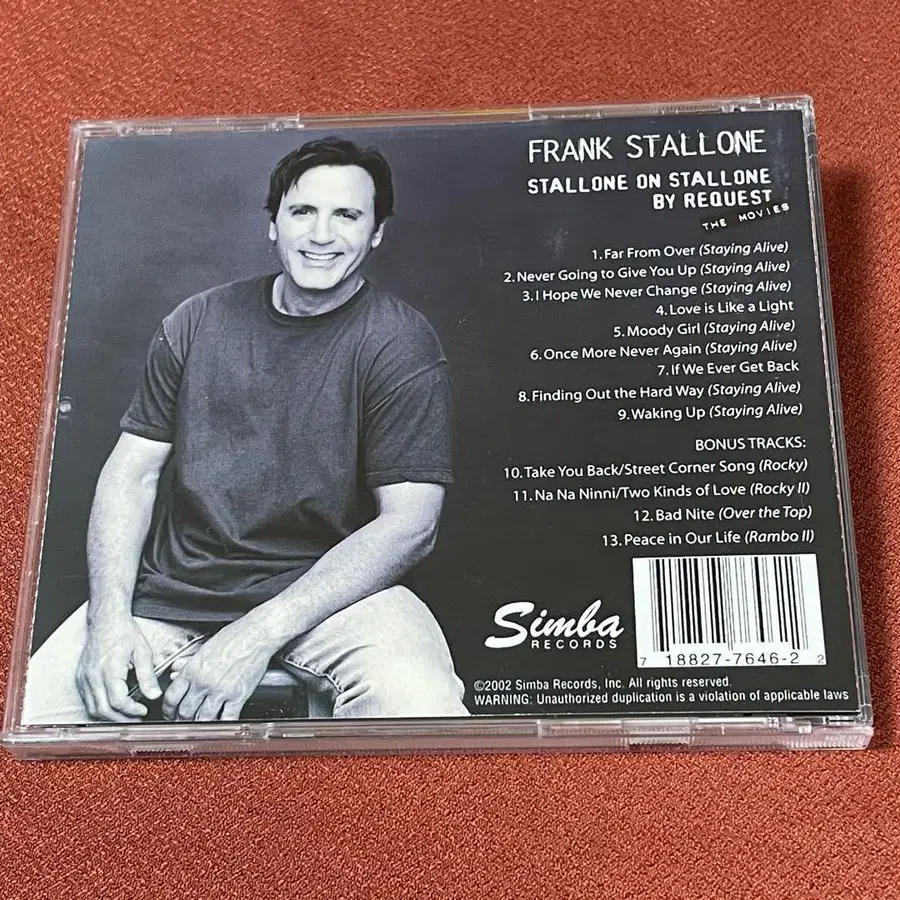 FRANK STALLONE
STALLONE ON STALLONE
BY REQUEST
THE MOVIES
1. Far From Over (Staying Alive)
2. Never Going to Give You Up (Staying Alive)
3. I Hope We Never Change (Staying Alive)
4. Love is Like a Light
5. Moody Girl (Staying Alive)
6. Once More Never Again (Staying Alive)
7. If We Ever Get Back
8. Finding Out the Hard Way (Staying Alive)
9. Waking Up (Staying Alive)
BONUS TRACKS:
10. Take You Back/Street Corner Song (Rocky)
11. Na Na Ninni/Two Kinds of Love (Rocky II)
12. Bad Nite (Over the Top)
13. Peace in Our Life (Rambo II)
Simba
RECORDS
7 18827-7646-2 2
©2002 Simba Records, Inc. All rights reserved.
WARNING: Unauthorized duplication is a violation of applicable laws